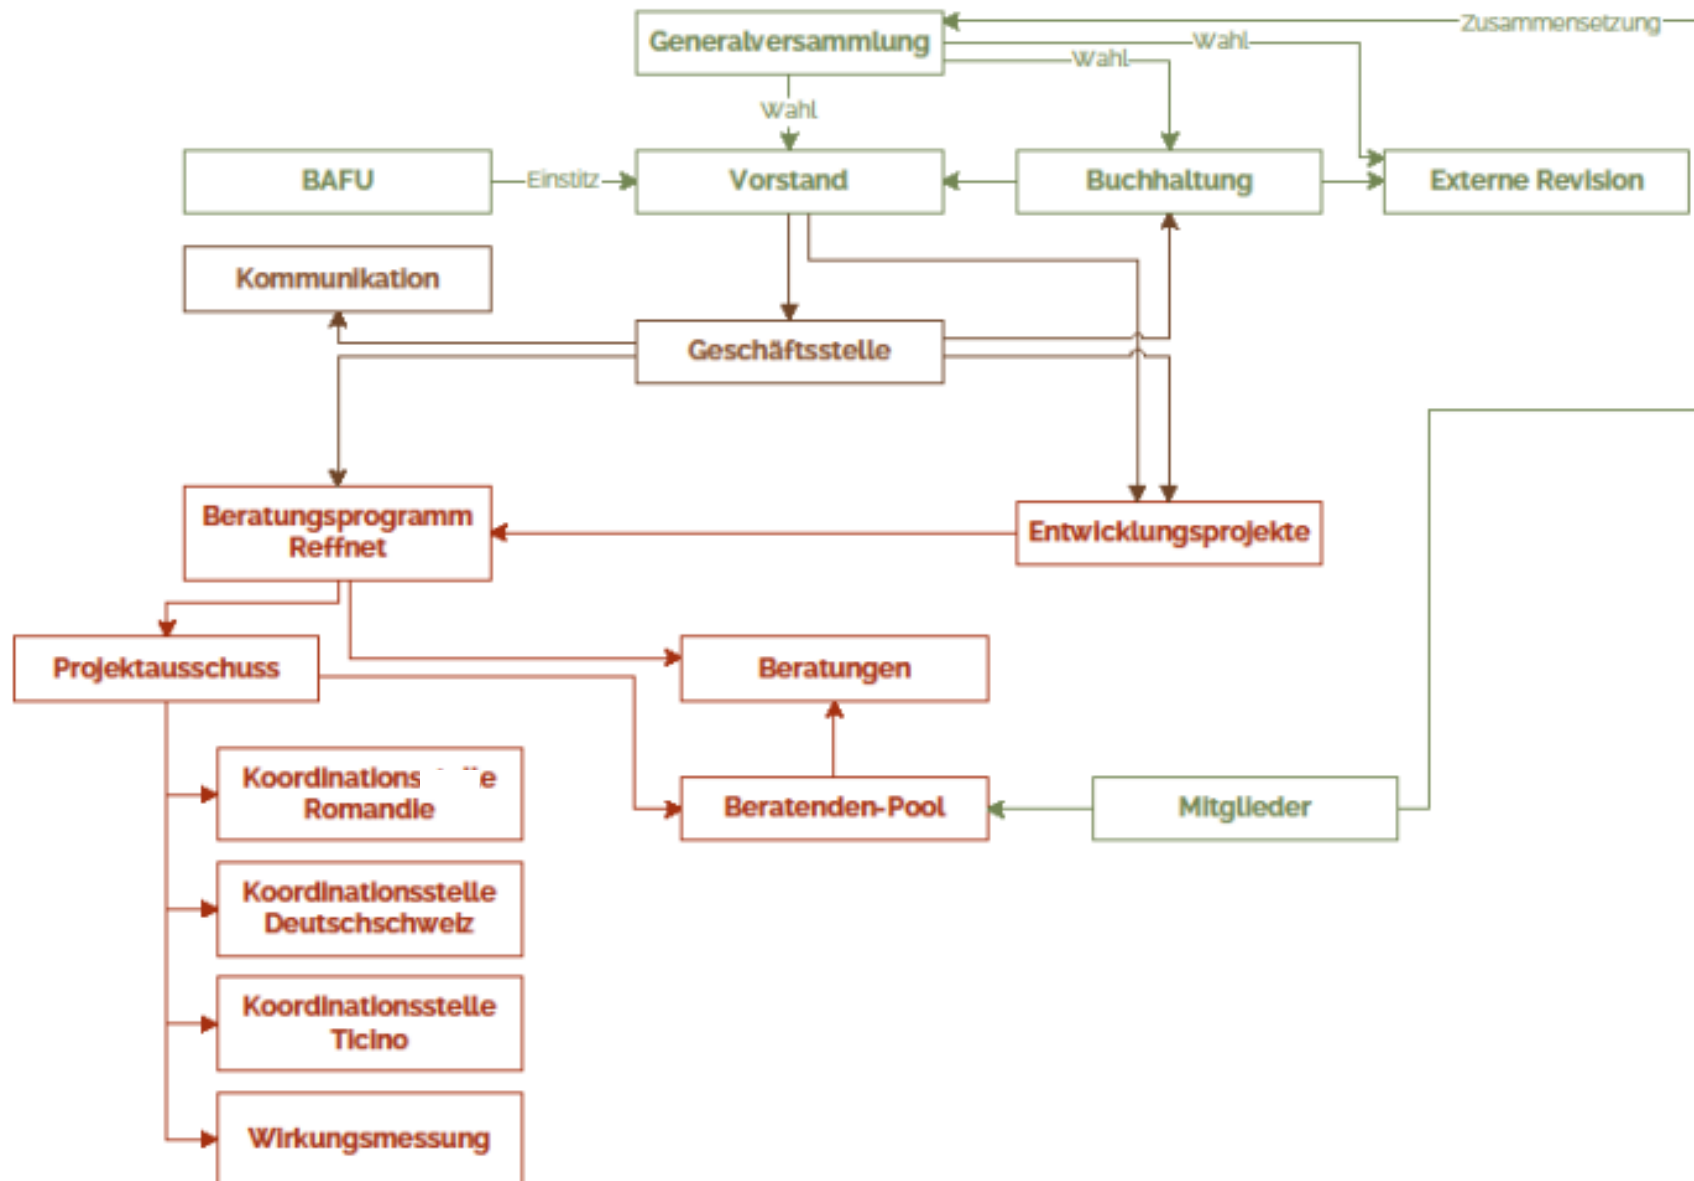 Generalversammlung
Zusammensetzung
Wahl
Wahl
Wahl
BAFU
Einstitz
Vorstand
Buchhaltung
Externe Revision
Kommunikation
Geschäftsstelle
Beratungsprogramm
Reffnet
Entwicklungsprojekte
Projektausschuss
Beratungen
Romandie
Beratenden-Pool
Mitglieder
Koordinationsstelle
Deutschschweiz
Koordinationsstelle
Ticino
Wirkungsmessung